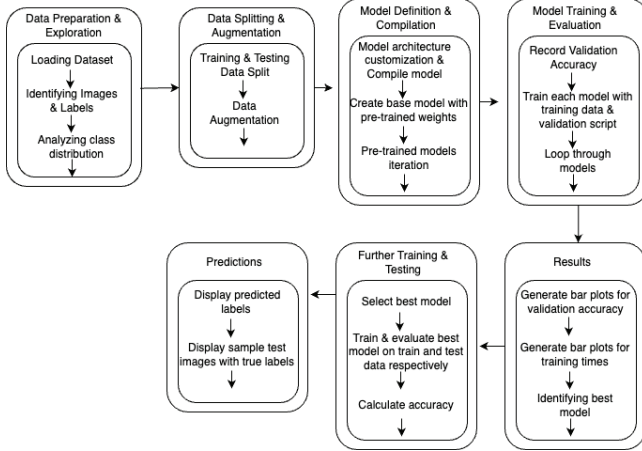 Data Preparation &
Exploration
Loading Dataset
Identifying Images
& Labels
Analyzing class
distribution
Data Splitting &
Augmentation
Training & Testing
Data Split
Data
Augmentation
Model Definition &
Compilation
Model architecture
customization &
Compile model
Create base model with
pre-trained weights
Pre-trained models
iteration
Model Training &
Evaluation
Record Validation
Accuracy
Train each model with
training data &
validation script
Loop through
models
Predictions
Display predicted
labels
Display sample test
images with true labels
Further Training &
Testing
Select best model
Train & evaluate best
model on train and test
data respectively
Calculate accuracy
Results
Generate bar plots for
validation accuracy
Generate bar plots for
training times
Identifying best
model